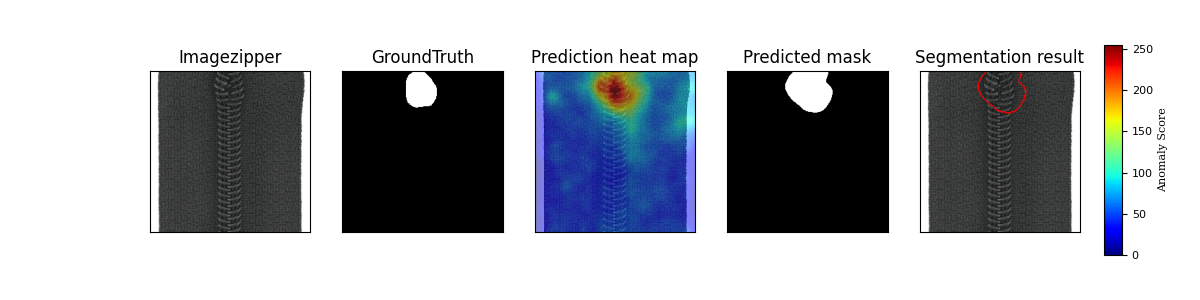 Imagezipper
GroundTruth
Prediction heat map
Predicted mask
Segmentation result
250
200
150
100
50
0
Anomaly Score